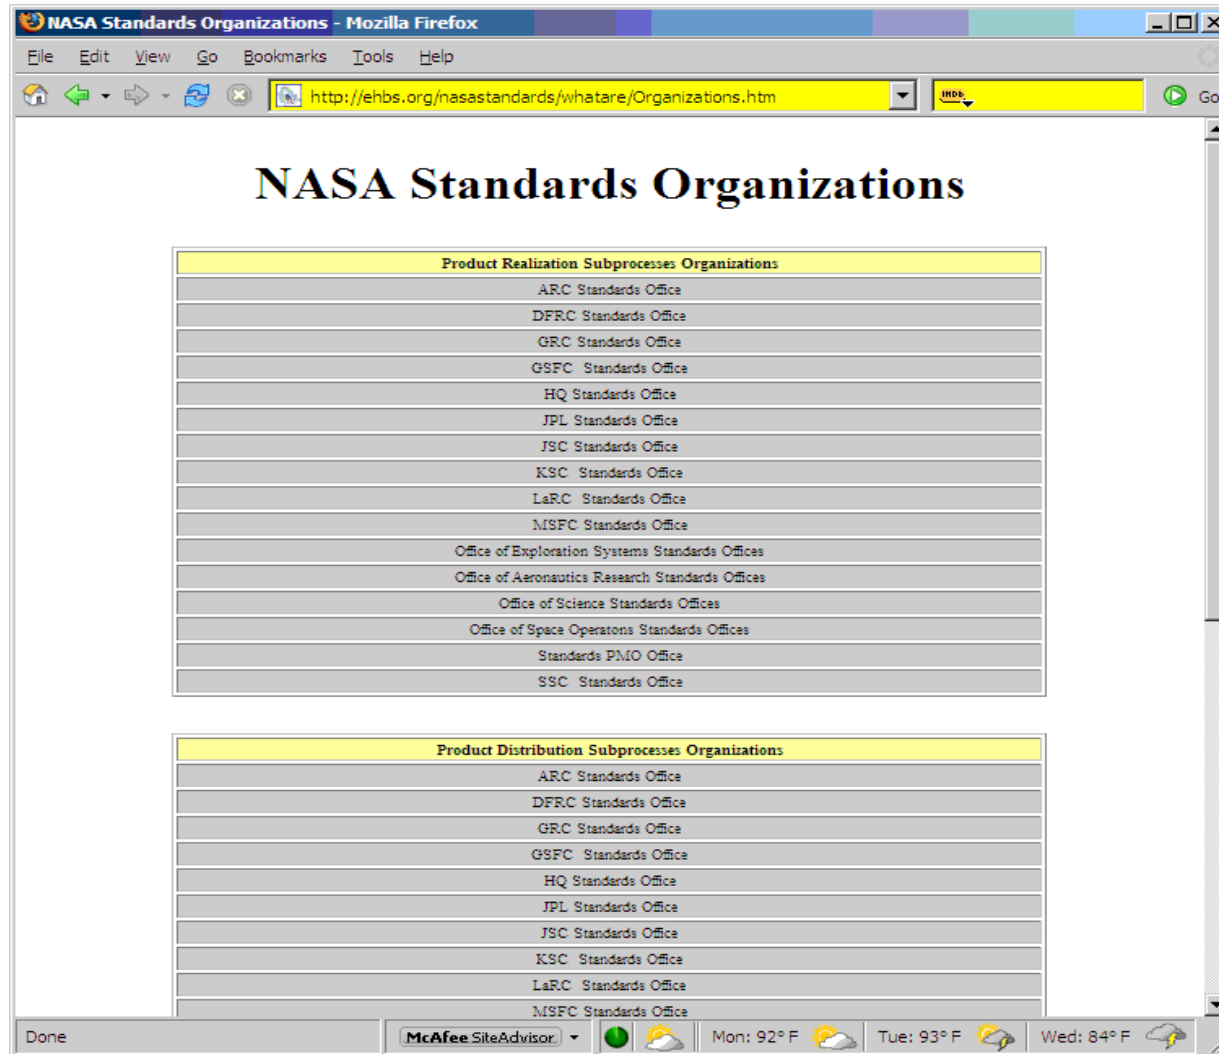 NASA Standards Organizations - Mozilla Firefox
File Edit View Go Bookmarks Tools Help
http://ehbs.org/nasastandards/whatare/Organizations.htm IMDb Go
NASA Standards Organizations
Product Realization Subprocesses Organizations
ARC Standards Office
DFRC Standards Office
GRC Standards Office
GSFC Standards Office
HQ Standards Office
JPL Standards Office
JSC Standards Office
KSC Standards Office
LaRC Standards Office
MSFC Standards Office
Office of Exploration Systems Standards Offices
Office of Aeronautics Research Standards Offices
Office of Science Standards Offices
Office of Space Operatons Standards Offices
Standards PMO Office
SSC Standards Office
Product Distribution Subprocesses Organizations
ARC Standards Office
DFRC Standards Office
GRC Standards Office
GSFC Standards Office
HQ Standards Office
JPL Standards Office
JSC Standards Office
KSC Standards Office
LaRC Standards Office
MSFC Standards Office
Done McAfee SiteAdvisor Mon: 92° F Tue: 93° F Wed: 84° F